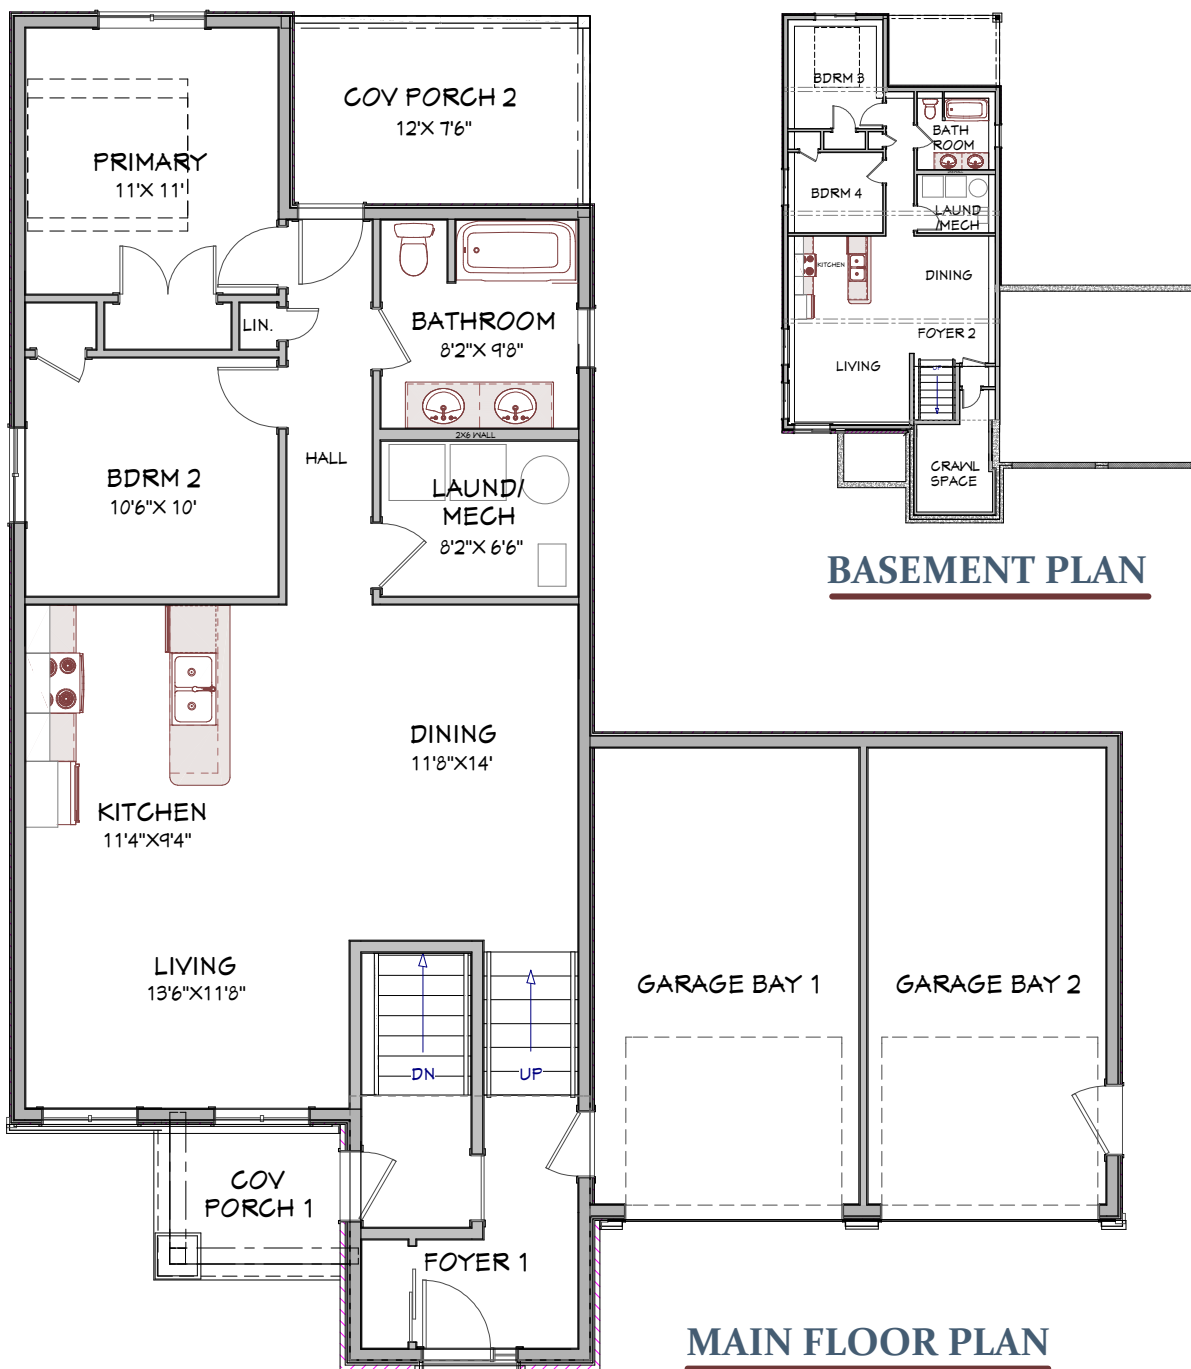 COV PORCH 2
12'X 7'6"
PRIMARY
11'X 11'
LIN.
BATHROOM
8'2"X 9'8"
2X6 WALL
HALL
BDRM 2
10'6"X 10'
LAUND/
MECH
8'2"X 6'6"
DINING
11'8"X14'
KITCHEN
11'4"X9'4"
LIVING
13'6"X11'8"
DN
UP
GARAGE BAY 1
GARAGE BAY 2
COV
PORCH 1
FOYER 1
MAIN FLOOR PLAN
BDRM 3
BATH
ROOM
BDRM 4
LAUND
MECH
KITCHEN
DINING
FOYER 2
LIVING
UP
CRAWL
SPACE
BASEMENT PLAN